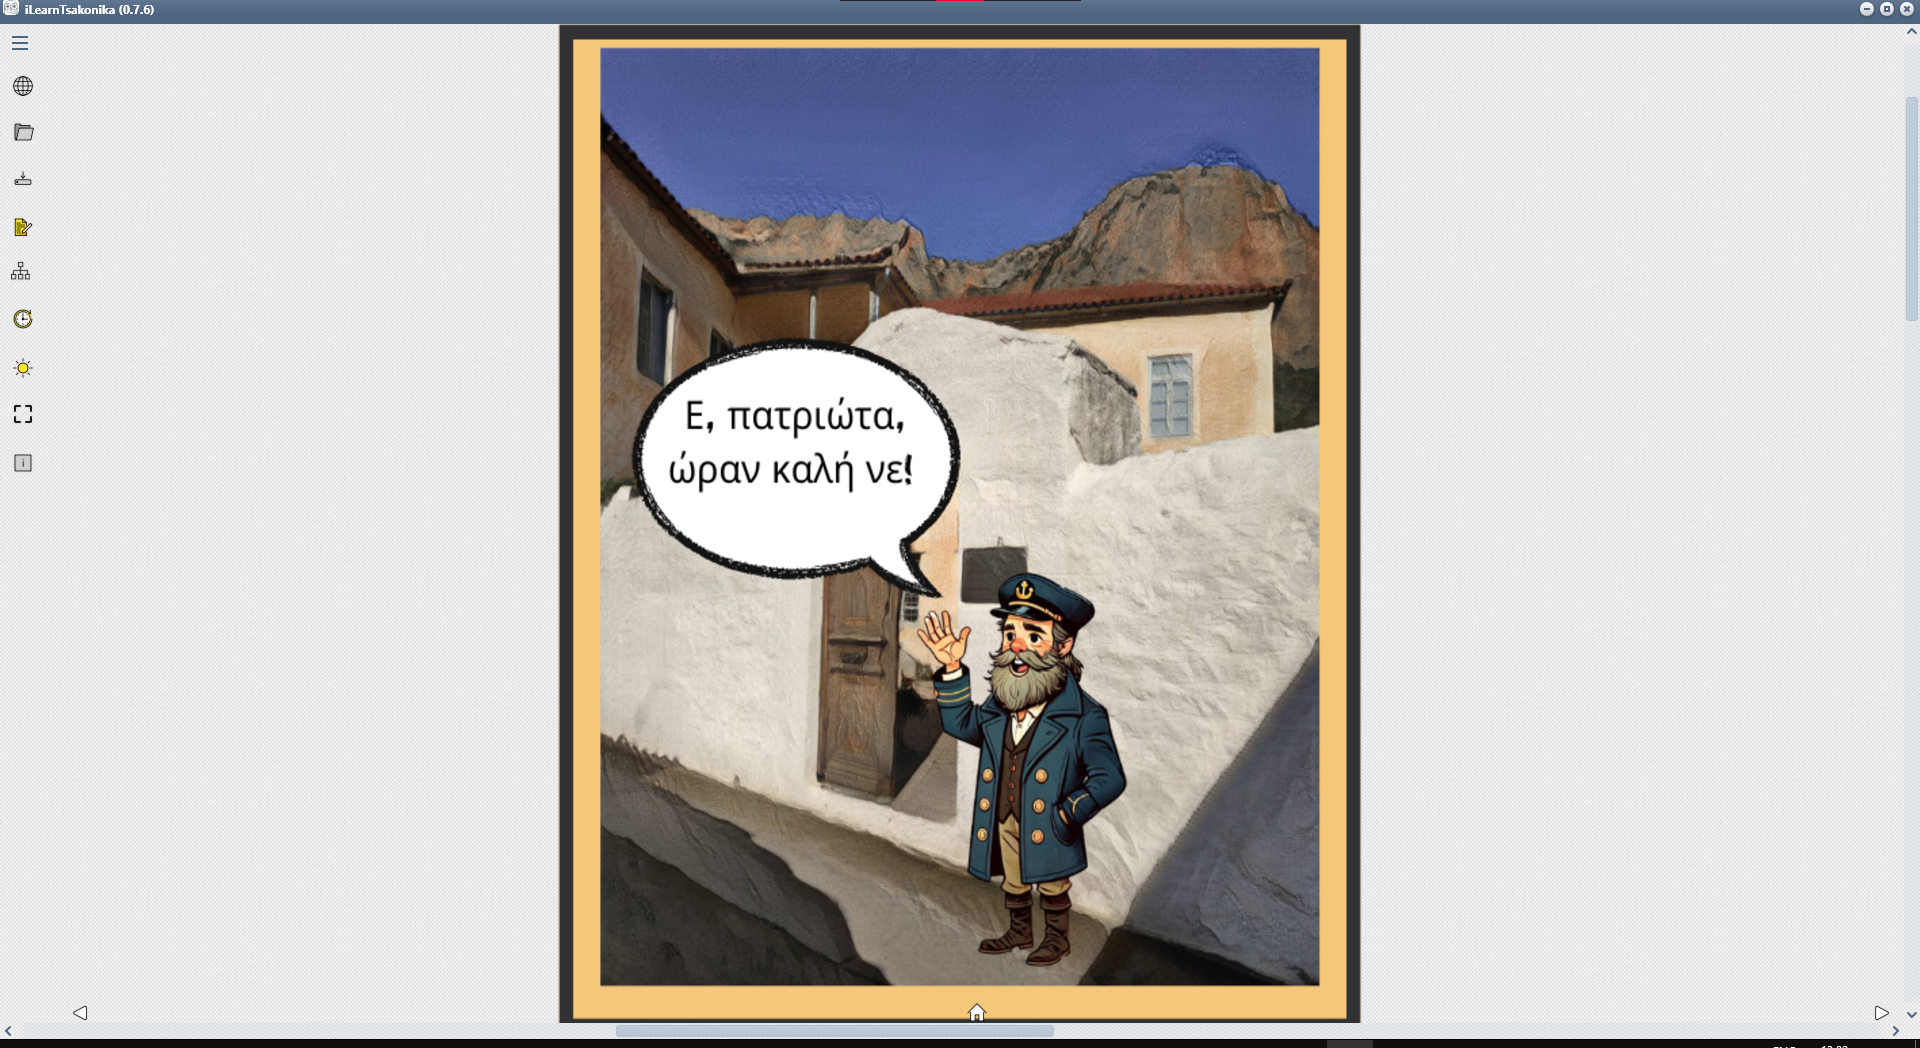 iLearnTsakonika (0.7.6)
Ε, πατριώτα,
ώραν καλή νε!